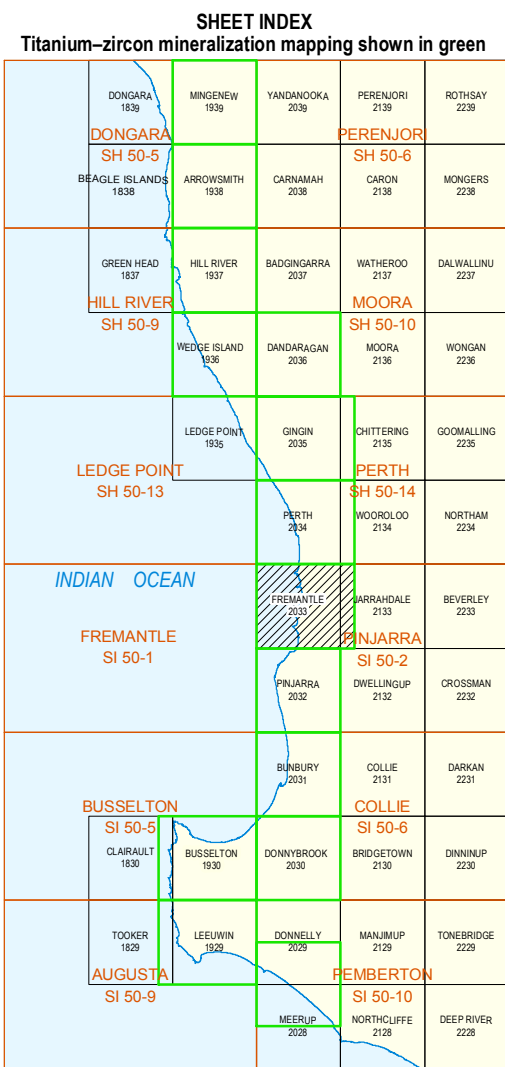 SHEET INDEX
Titanium–zircon mineralization mapping shown in green
DONGARA
1839
MINGENEW
1939
YANDANOOKA
2039
PERENJORI
2139
ROTHSAY
2239
DONGARA
SH 50-5
PERENJORI
SH 50-6
BEAGLE ISLANDS
1838
ARROWSMITH
1938
CARNAMAH
2038
CARON
2138
MONGERS
2238
GREEN HEAD
1837
HILL RIVER
1937
BADGINGARRA
2037
WATHEROO
2137
DALWALLINU
2237
HILL RIVER
SH 50-9
MOORA
SH 50-10
WEDGE ISLAND
1936
DANDARAGAN
2036
MOORA
2136
WONGAN
2236
LEDGE POINT
1935
GINGIN
2035
CHITTERING
2135
GOOMALLING
2235
LEDGE POINT
SH 50-13
PERTH
SH 50-14
PERTH
2034
WOOROLOO
2134
NORTHAM
2234
INDIAN OCEAN
FREMANTLE
2033
JARRAHDALE
2133
BEVERLEY
2233
FREMANTLE
SI 50-1
PINJARRA
SI 50-2
PINJARRA
2032
DWELLINGUP
2132
CROSSMAN
2232
BUNBURY
2031
COLLIE
2131
DARKAN
2231
BUSSELTON
SI 50-5
COLLIE
SI 50-6
CLAIRAULT
1830
BUSSELTON
1930
DONNYBROOK
2030
BRIDGETOWN
2130
DINNINUP
2230
TOOKER
1829
LEEUWIN
1929
DONNELLY
2029
MANJIMUP
2129
TONEBRIDGE
2229
AUGUSTA
SI 50-9
PEMBERTON
SI 50-10
MEERUP
2028
NORTHCLIFFE
2128
DEEP RIVER
2228